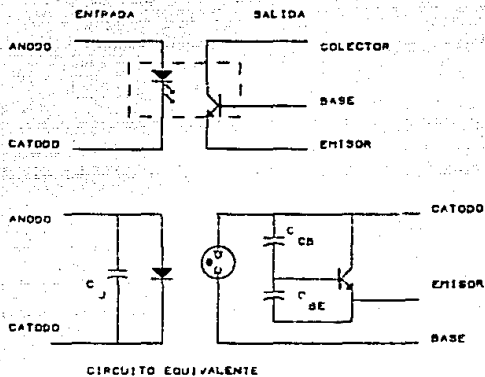 ENTRADA SALIDA
ANODO COLECTOR
BASE
CATODO EMISOR
ANODO CATODO
C CB
C J
C BE
EMISOR
CATODO BASE
CIRCUITO EQUIVALENTE